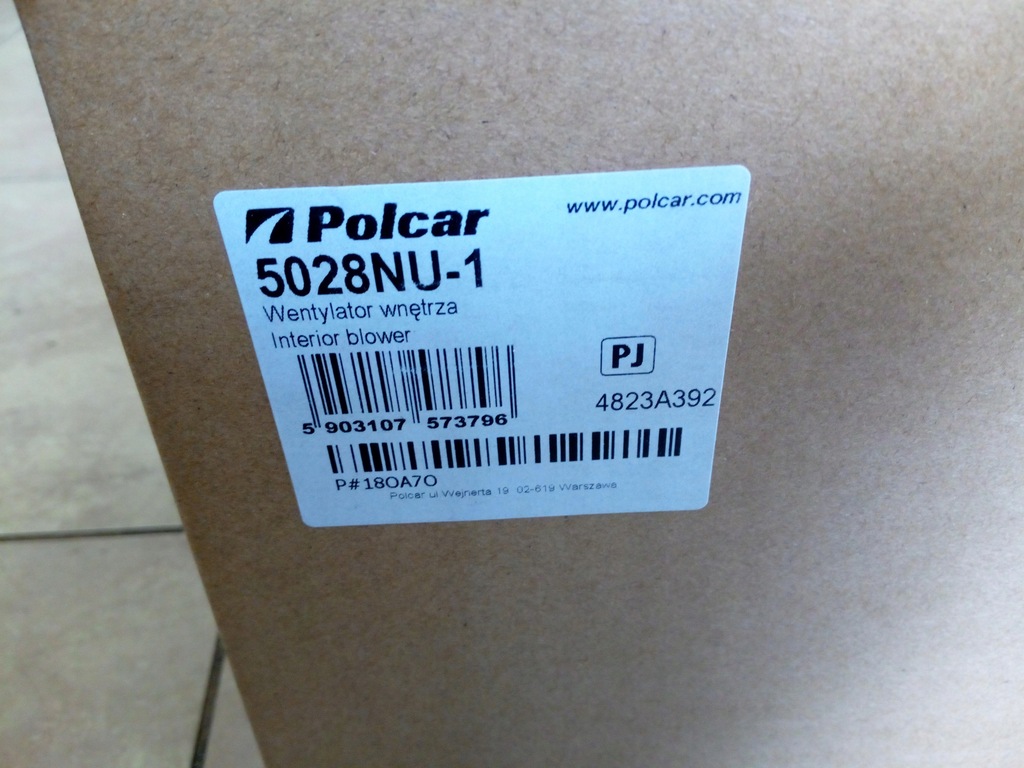 Polcar
www.polcar.com
5028NU-1
Wentylator wnętrza
Interior blower
PJ
4823A392
5 903107 573796
P#18OA7O
Polcar ul Wejnerta 19 02-619 Warszawa